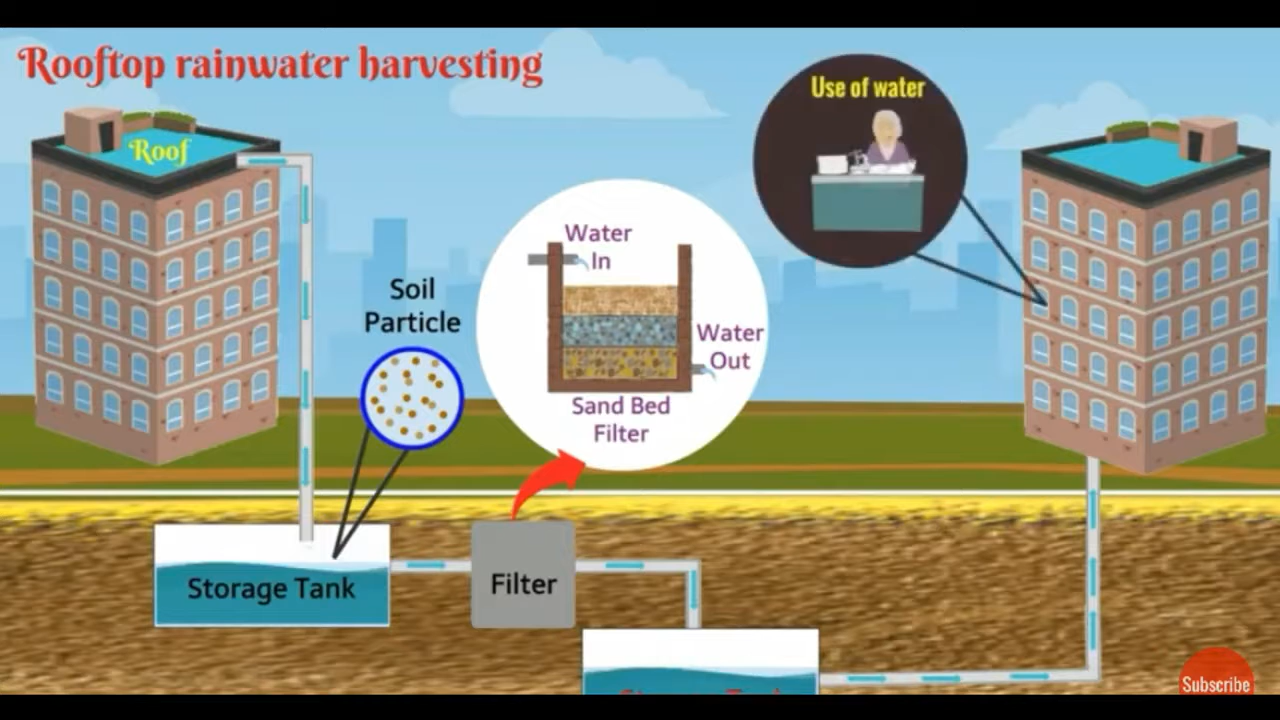 Rooftop rainwater harvesting
Use of water
Roof
Water
In
Soil
Particle
Water
Out
Sand Bed
Filter
Storage Tank
Filter
Subscribe